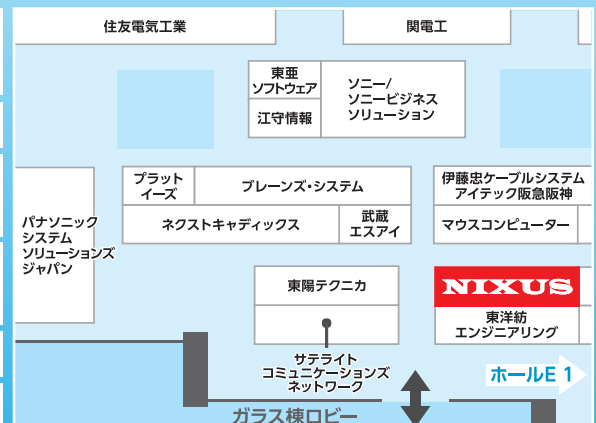 住友電気工業
関電工
東亜
ソフトウェア
江守情報
ソニー/
ソニービジネス
ソリューション
プラット
イーズ
ブレーンズ・システム
ネクストキャディックス
武蔵
エスアイ
伊藤忠ケーブルシステム
アイテック阪急阪神
マウスコンピューター
パナソニック
システム
ソリューションズ
ジャパン
東陽テクニカ
NIXUS
東洋紡
エンジニアリング
サテライト
コミュニケーションズ
ネットワーク
ホールE 1
ガラス棟ロビー